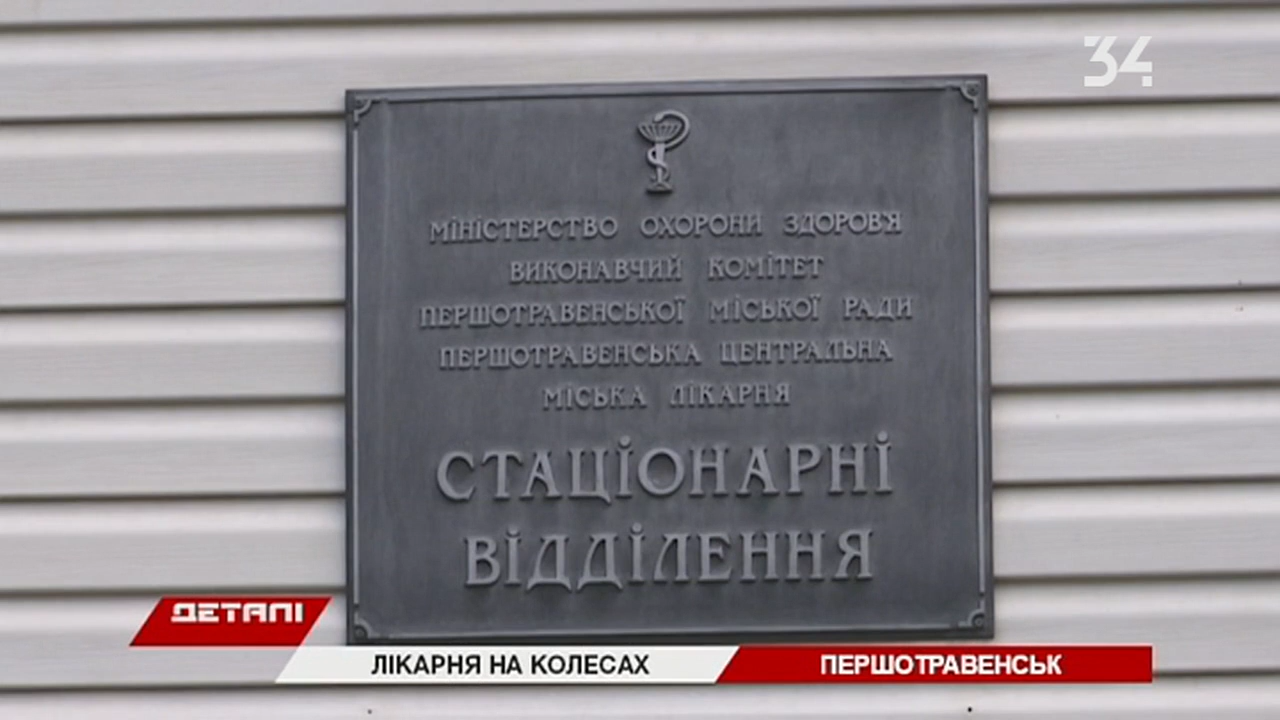 34
МІНІСТЕРСТВО ОХОРОНИ ЗДОРОВ'Я
ВИКОНАВЧИЙ КОМІТЕТ
ПЕРШОТРАВЕНСЬКОЇ МІСЬКОЇ РАДИ
ПЕРШОТРАВЕНСЬКА ЦЕНТРАЛЬНА
МІСЬКА ЛІКАРНЯ
СТАЦІОНАРНІ
ВІДДІЛЕННЯ
ДЕТАЛІ
ЛІКАРНЯ НА КОЛЕСАХ
ПЕРШОТРАВЕНСЬК